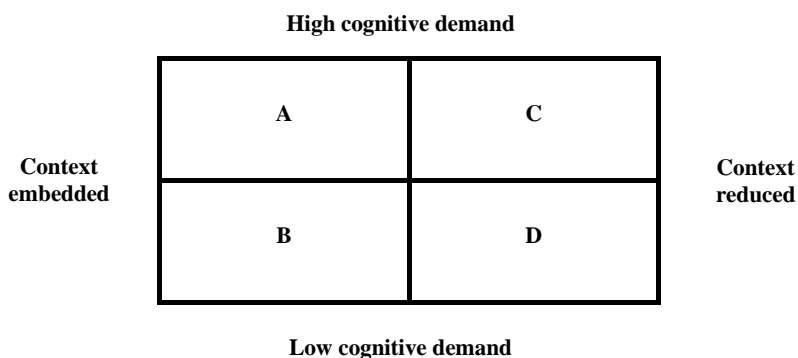 High cognitive demand
A
C
Context
embedded
Context
reduced
B
D
Low cognitive demand